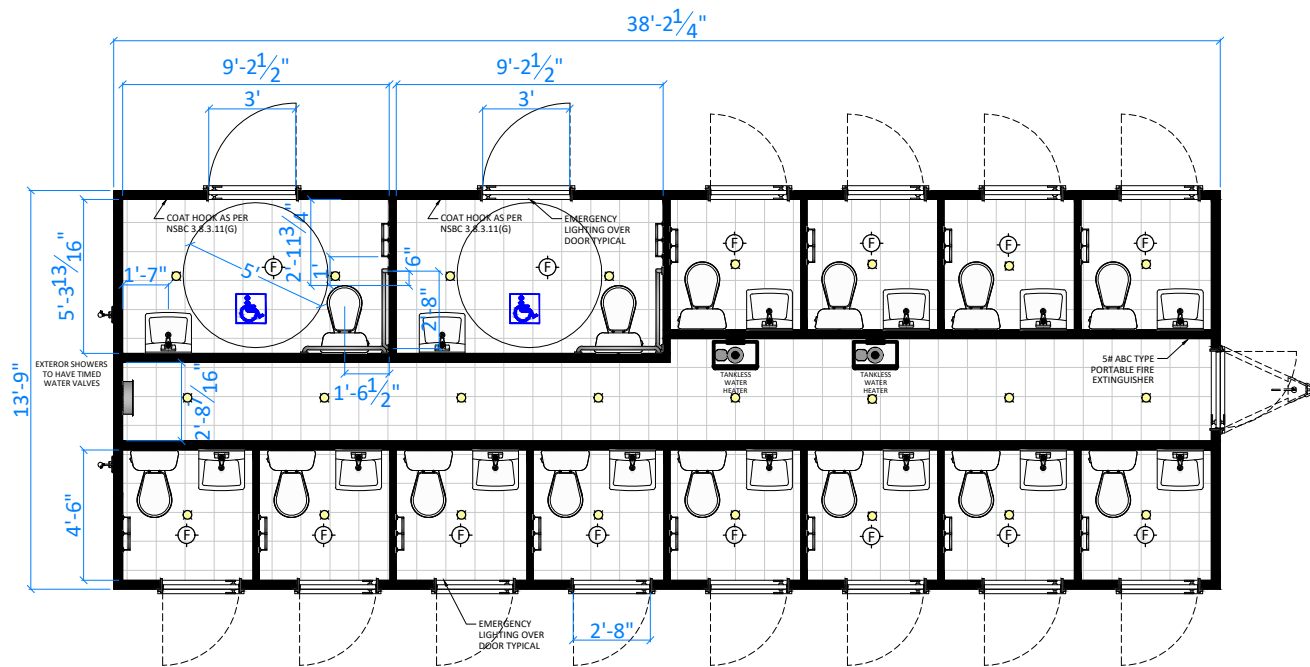 38'-2 1/4"
9'-2 1/2"
9'-2 1/2"
3'
3'
COAT HOOK AS PER
NSBC 3.8.3.11(G)
COAT HOOK AS PER
NSBC 3.8.3.11(G)
EMERGENCY
LIGHTING OVER
DOOR TYPICAL
2'-11 3/4"
1'
6"
5'
F
F
F
F
F
F
1'-7"
5'-3 13/16"
2'-8"
EXTEROR SHOWERS
TO HAVE TIMED
WATER VALVES
13'-9"
2'-8 7/16"
1'-6 1/2"
TANKLESS
WATER
HEATER
TANKLESS
WATER
HEATER
5# ABC TYPE
PORTABLE FIRE
EXTINGUISHER
4'-6"
F
F
F
F
F
F
F
F
EMERGENCY
LIGHTING OVER
DOOR TYPICAL
2'-8"